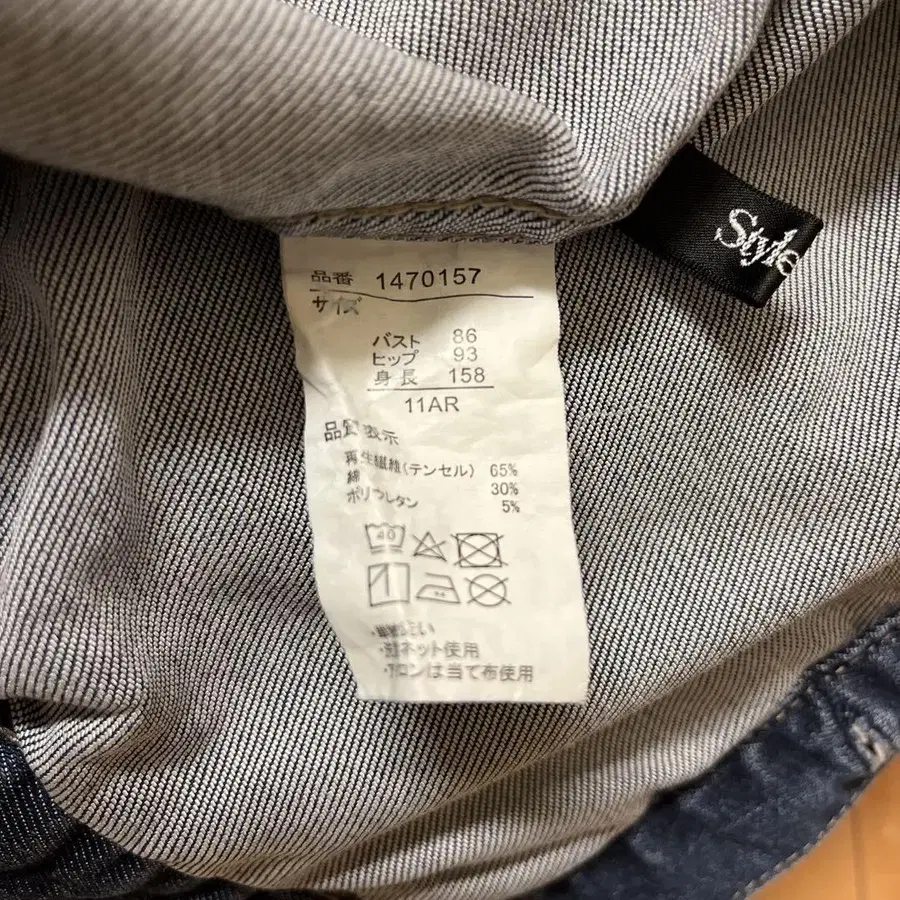 品番 1470157
サイズ
バスト 86
ヒップ 93
身長 158
11AR
品質表示
再生繊維(テンセル) 65%
綿 30%
ポリウレタン 5%
40
ネット使用
アイロンは当て布使用
Style